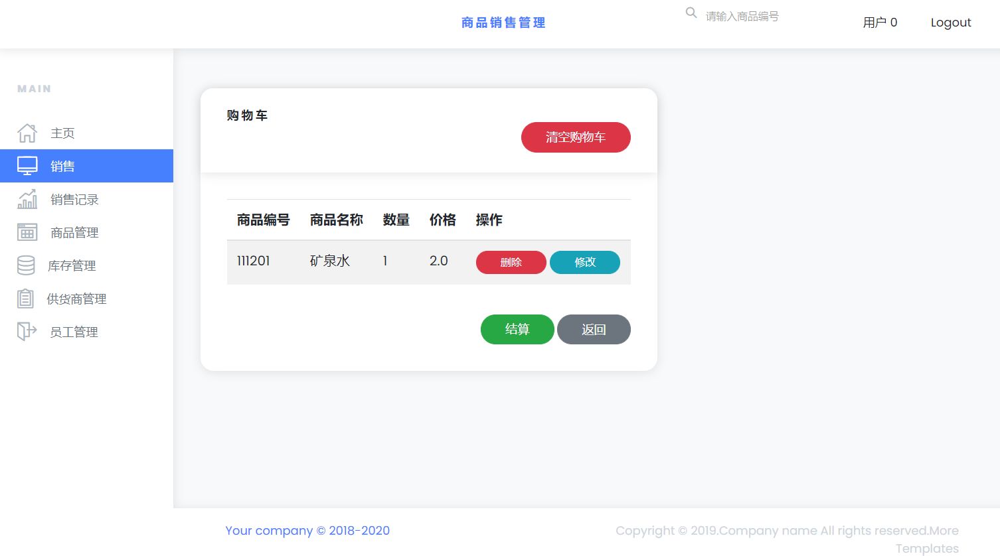 商品销售管理
请输入商品编号
用户 0
Logout
MAIN
主页
销售
销售记录
商品管理
库存管理
供货商管理
员工管理
购物车
清空购物车
商品编号 商品名称 数量 价格 操作
111201 矿泉水 1 2.0 删除 修改
结算 返回
Your company © 2018-2020
Copyright © 2019.Company name All rights reserved.More
Templates